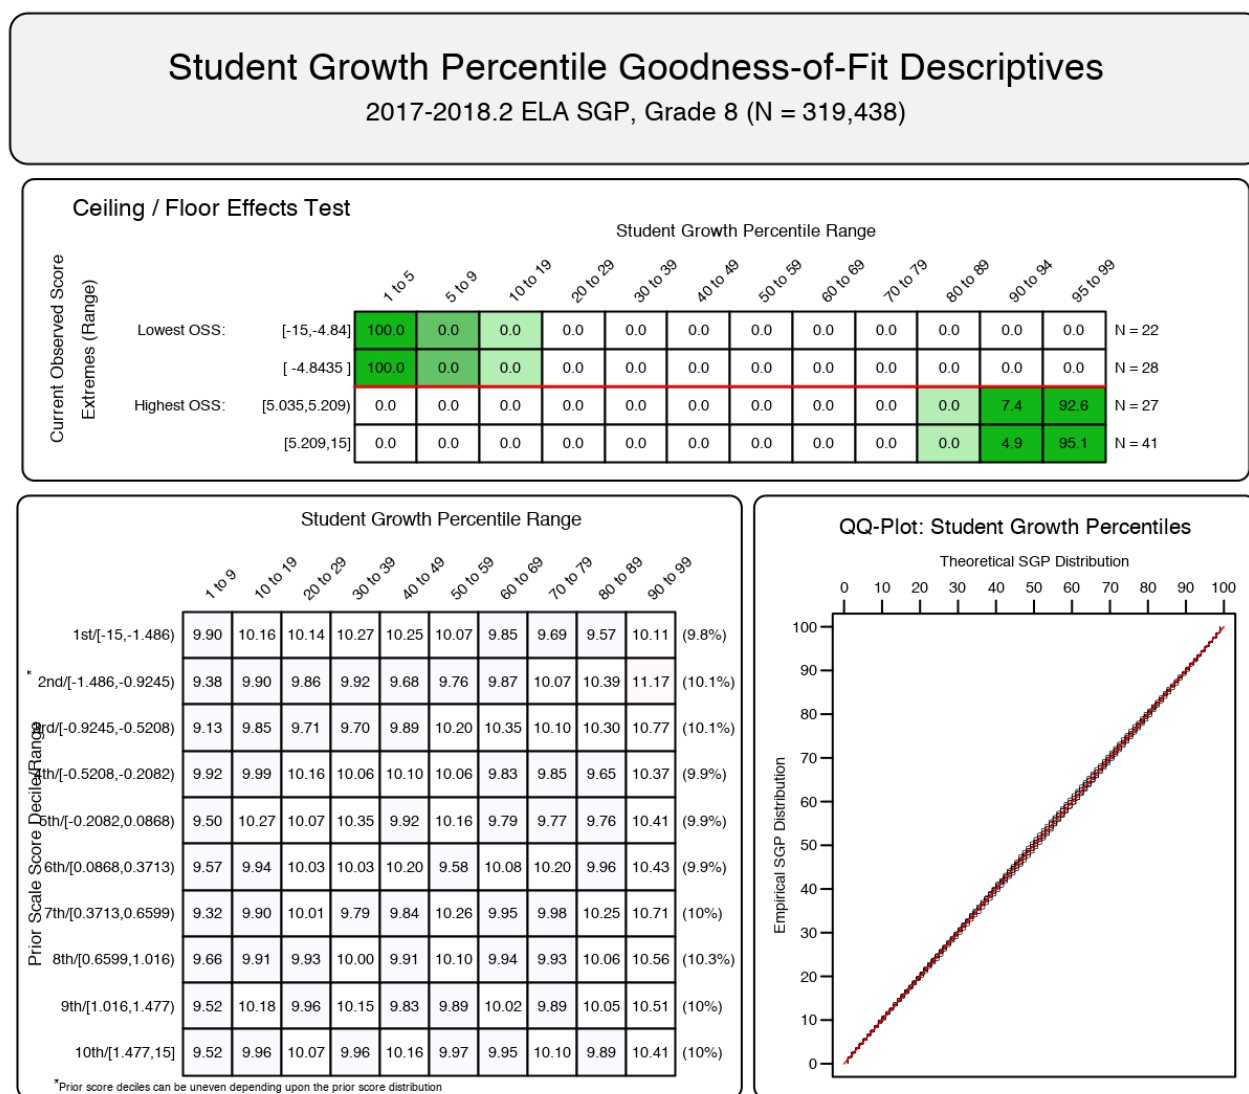 Student Growth Percentile Goodness-of-Fit Descriptives
2017-2018.2 ELA SGP, Grade 8 (N = 319,438)
Ceiling / Floor Effects Test
Student Growth Percentile Range
1 to 5 5 to 9 10 to 19 20 to 29 30 to 39 40 to 49 50 to 59 60 to 69 70 to 79 80 to 89 90 to 94 95 to 99
Current Observed Score
Extremes (Range)
Lowest OSS: [-15,-4.84] 100.0 0.0 0.0 0.0 0.0 0.0 0.0 0.0 0.0 0.0 0.0 0.0 N = 22
[ -4.8435 ] 100.0 0.0 0.0 0.0 0.0 0.0 0.0 0.0 0.0 0.0 0.0 0.0 N = 28
Highest OSS: [5.035,5.209) 0.0 0.0 0.0 0.0 0.0 0.0 0.0 0.0 0.0 0.0 7.4 92.6 N = 27
[5.209,15] 0.0 0.0 0.0 0.0 0.0 0.0 0.0 0.0 0.0 0.0 4.9 95.1 N = 41
Student Growth Percentile Range
1 to 9 10 to 19 20 to 29 30 to 39 40 to 49 50 to 59 60 to 69 70 to 79 80 to 89 90 to 99
* Prior Scale Score Decile/Range
1st/[-15,-1.486) 9.90 10.16 10.14 10.27 10.25 10.07 9.85 9.69 9.57 10.11 (9.8%)
2nd/[-1.486,-0.9245) 9.38 9.90 9.86 9.92 9.68 9.76 9.87 10.07 10.39 11.17 (10.1%)
3rd/[-0.9245,-0.5208) 9.13 9.85 9.71 9.70 9.89 10.20 10.35 10.10 10.30 10.77 (10.1%)
4th/[-0.5208,-0.2082) 9.92 9.99 10.16 10.06 10.10 10.06 9.83 9.85 9.65 10.37 (9.9%)
5th/[-0.2082,0.0868) 9.50 10.27 10.07 10.35 9.92 10.16 9.79 9.77 9.76 10.41 (9.9%)
6th/[0.0868,0.3713) 9.57 9.94 10.03 10.03 10.20 9.58 10.08 10.20 9.96 10.43 (9.9%)
7th/[0.3713,0.6599) 9.32 9.90 10.01 9.79 9.84 10.26 9.95 9.98 10.25 10.71 (10%)
8th/[0.6599,1.016) 9.66 9.91 9.93 10.00 9.91 10.10 9.94 9.93 10.06 10.56 (10.3%)
9th/[1.016,1.477) 9.52 10.18 9.96 10.15 9.83 9.89 10.02 9.89 10.05 10.51 (10%)
10th/[1.477,15] 9.52 9.96 10.07 9.96 10.16 9.97 9.95 10.10 9.89 10.41 (10%)
*Prior score deciles can be uneven depending upon the prior score distribution
QQ-Plot: Student Growth Percentiles
Theoretical SGP Distribution
0 10 20 30 40 50 60 70 80 90 100
Empirical SGP Distribution
100
90
80
70
60
50
40
30
20
10
0